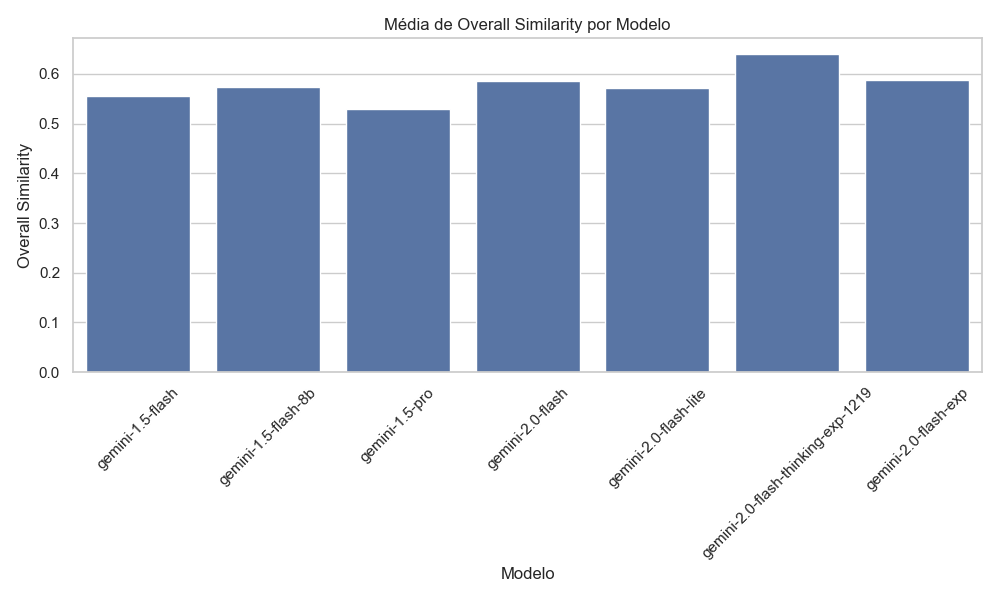 Média de Overall Similarity por Modelo
Overall Similarity
0.6
0.5
0.4
0.3
0.2
0.1
0.0
gemini-1.5-flash
gemini-1.5-flash-8b
gemini-1.5-pro
gemini-2.0-flash
gemini-2.0-flash-lite
gemini-2.0-flash-thinking-exp-1219
gemini-2.0-flash-exp
Modelo